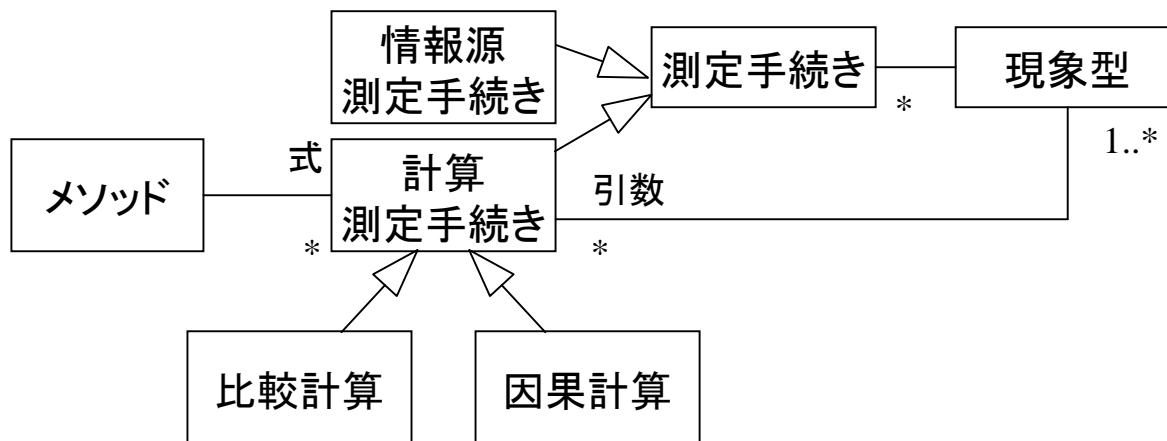 情報源
測定手続き
測定手続き
現象型
*
1..*
メソッド
式
計算
測定手続き
引数
*
*
比較計算
因果計算